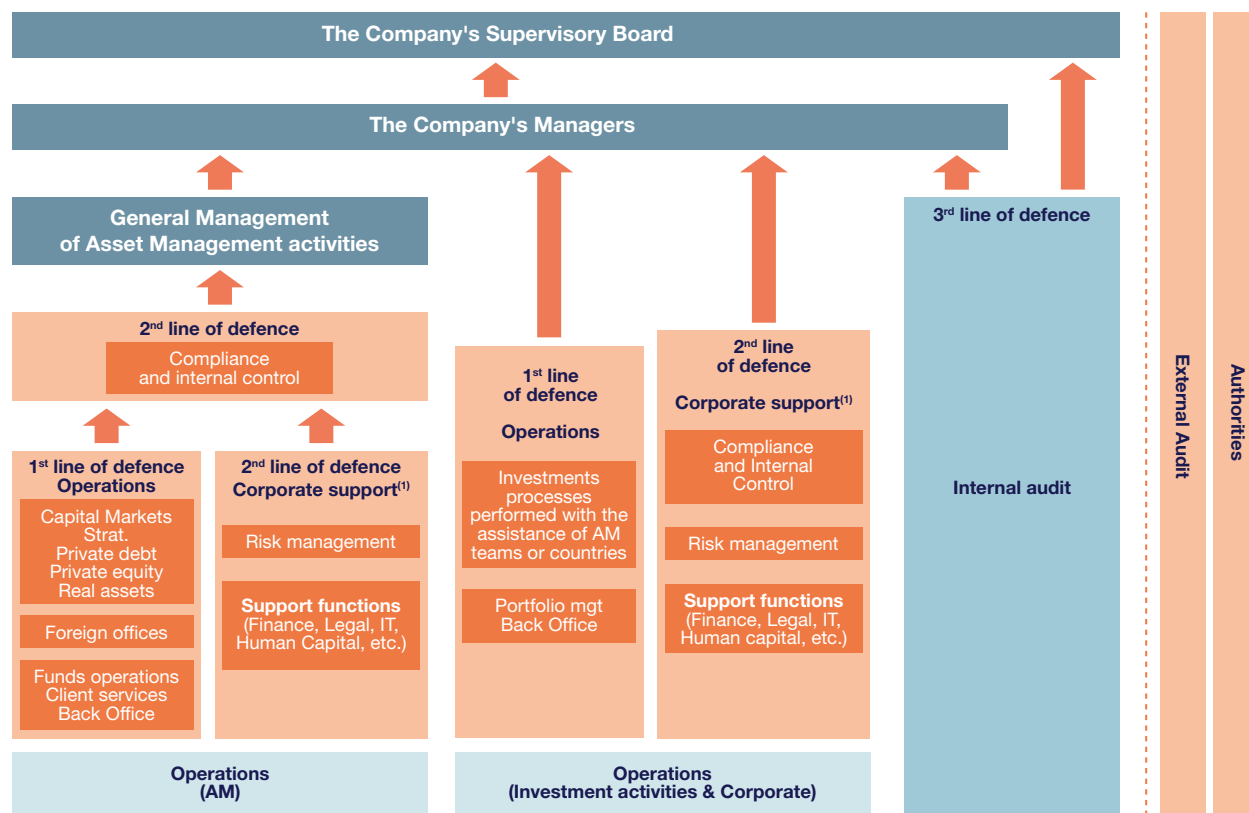 The Company's Supervisory Board
The Company's Managers
General Management
of Asset Management activities
2nd line of defence
Compliance
and internal control
1st line of defence
Operations
Capital Markets
Strat.
Private debt
Private equity
Real assets
Foreign offices
Funds operations
Client services
Back Office
2nd line of defence
Corporate support(1)
Risk management
Support functions
(Finance, Legal, IT,
Human Capital, etc.)
Operations
(AM)
1st line
of defence
Operations
Investments
processes
performed with the
assistance of AM
teams or countries
Portfolio mgt
Back Office
2nd line
of defence
Corporate support(1)
Compliance
and Internal
Control
Risk management
Support functions
(Finance, Legal, IT,
Human Capital, etc.)
Operations
(Investment activities & Corporate)
3rd line of defence
Internal audit
External Audit
Authorities